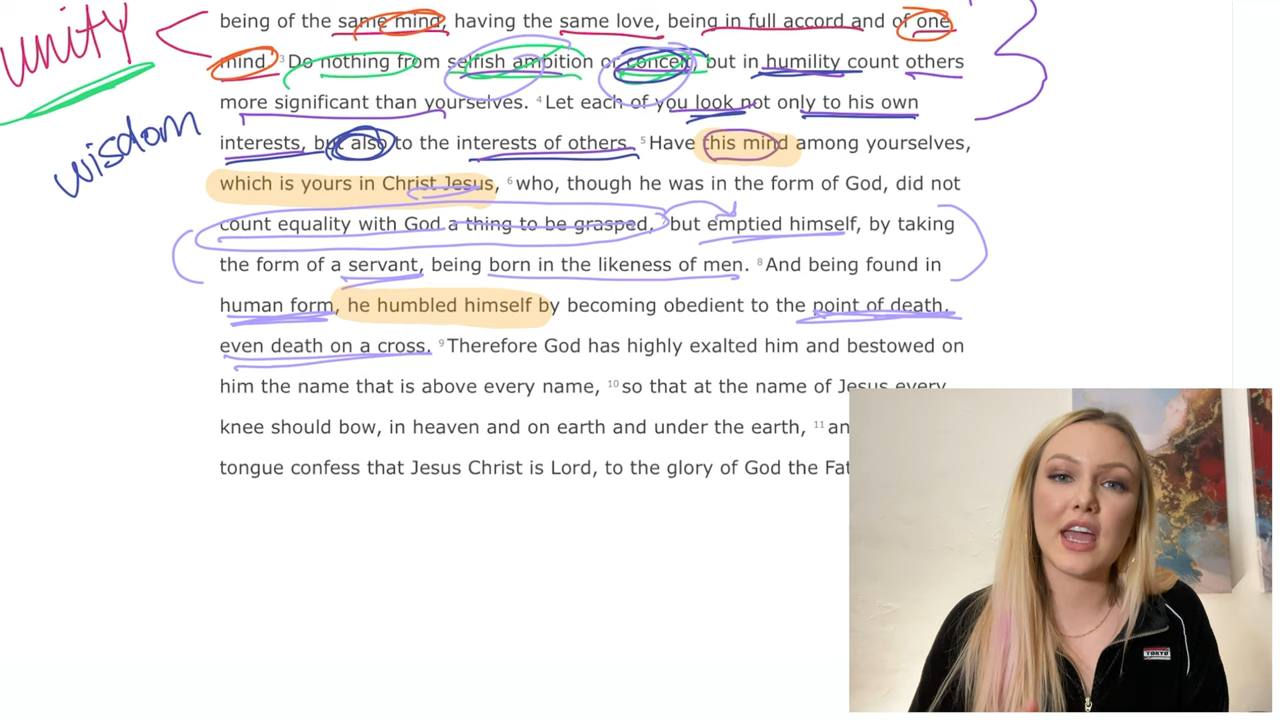 unity
being of the same mind, having the same love, being in full accord and of one
mind. 3 Do nothing from selfish ambition or conceit, but in humility count others
more significant than yourselves. 4 Let each of you look not only to his own
wisdom
interests, but also to the interests of others. 5 Have this mind among yourselves,
which is yours in Christ Jesus, 6 who, though he was in the form of God, did not
count equality with God a thing to be grasped, but emptied himself, by taking
the form of a servant, being born in the likeness of men. 8 And being found in
human form, he humbled himself by becoming obedient to the point of death,
even death on a cross. 9 Therefore God has highly exalted him and bestowed on
him the name that is above every name, 10 so that at the name of Jesus every
knee should bow, in heaven and on earth and under the earth, 11 an
tongue confess that Jesus Christ is Lord, to the glory of God the Fat
TOKYO